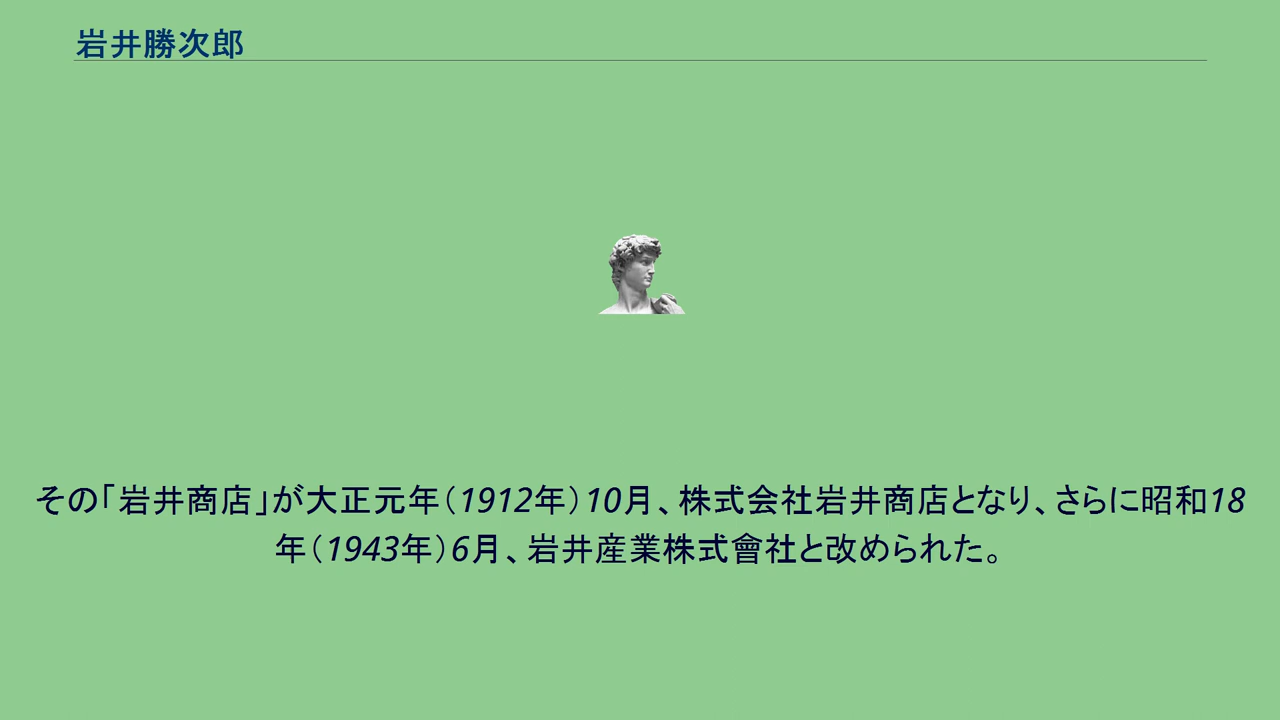 岩井勝次郎
その「岩井商店」が大正元年（1912年）10月、株式会社岩井商店となり、さらに昭和18
年（1943年）6月、岩井産業株式會社と改められた。